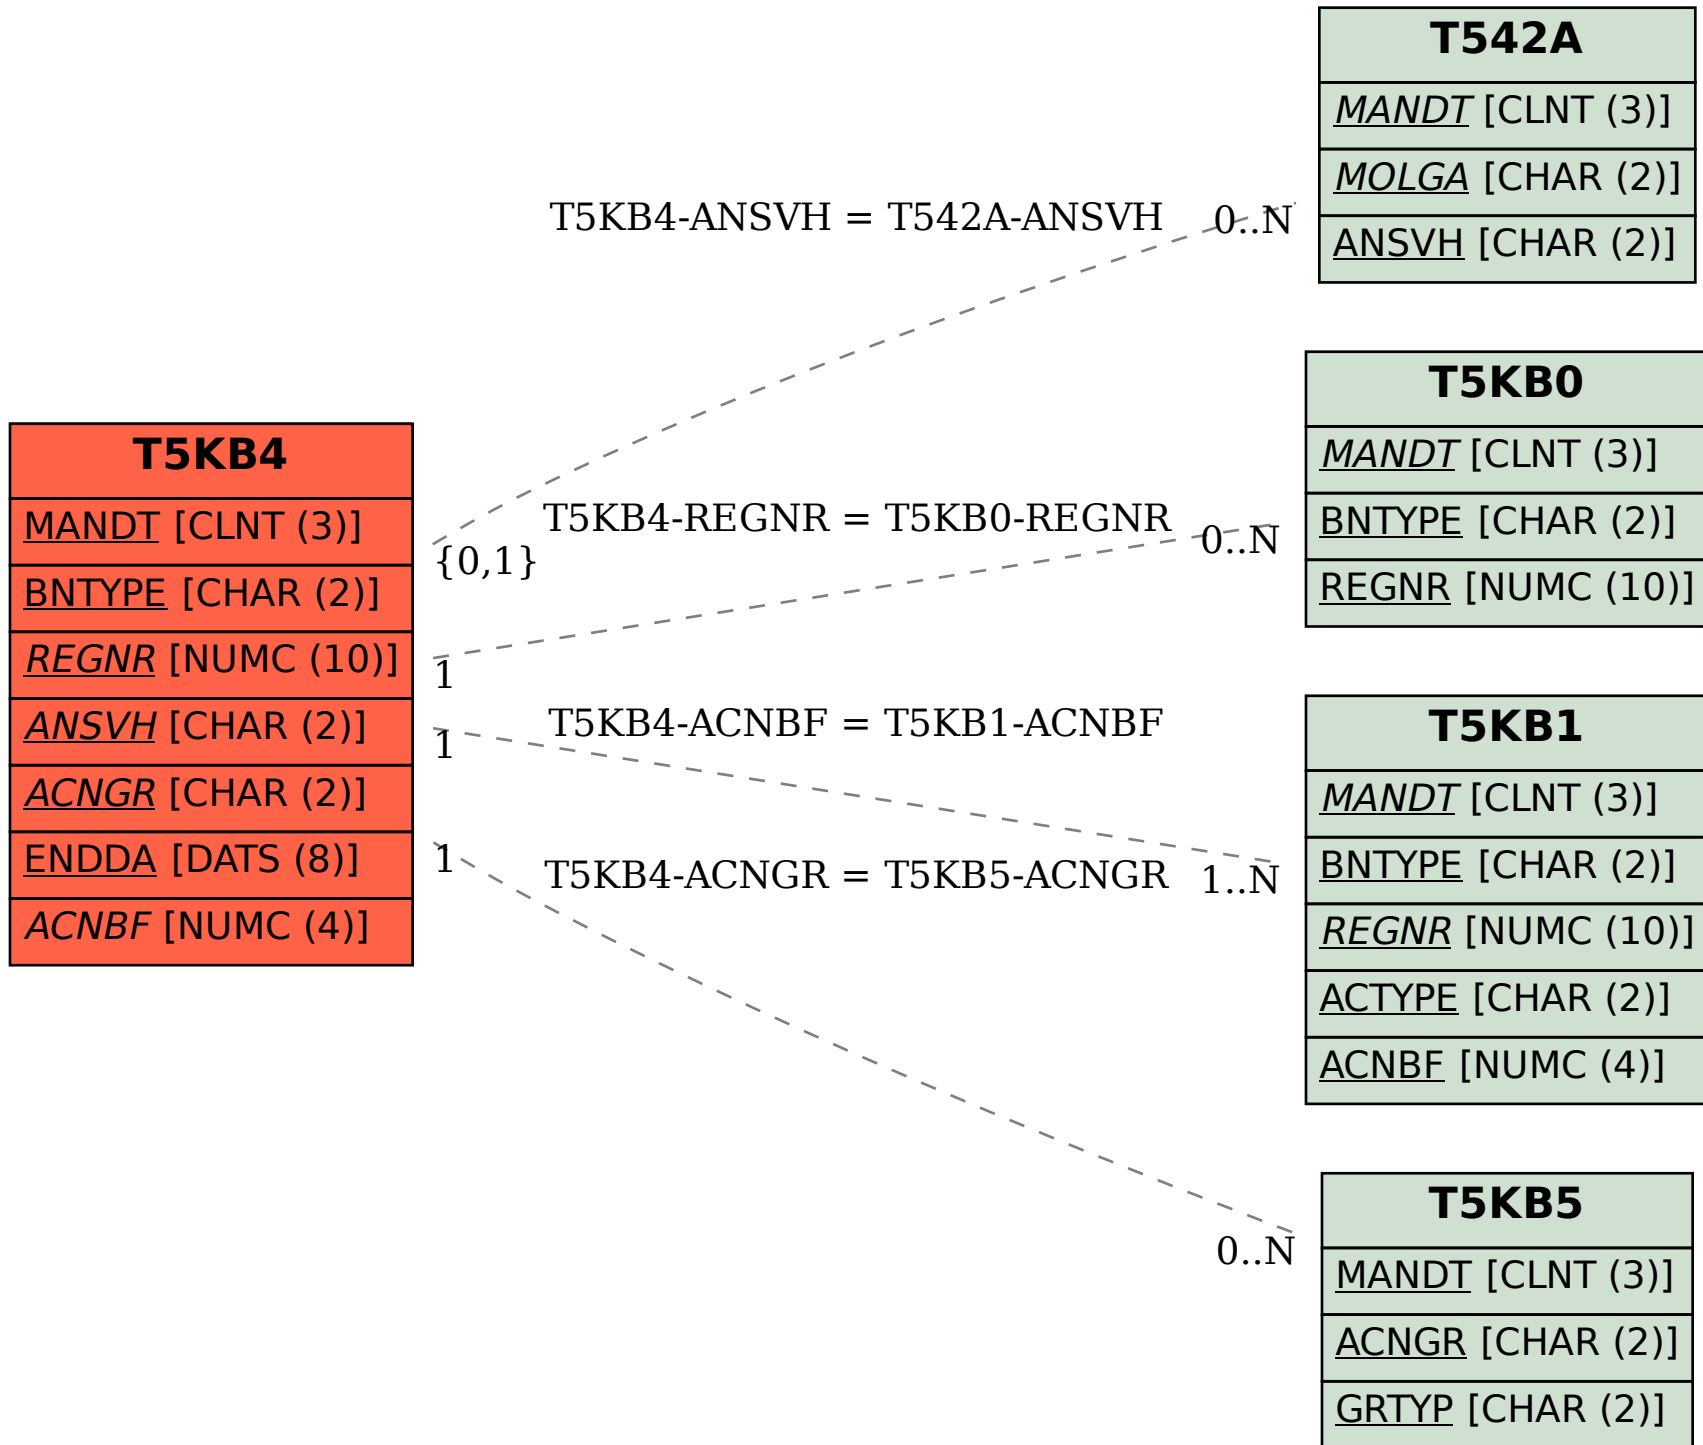 T5KB4
MANDT [CLNT (3)]
BNTYPE [CHAR (2)]
REGNR [NUMC (10)]
ANSVH [CHAR (2)]
ACNGR [CHAR (2)]
ENDDA [DATS (8)]
ACNBF [NUMC (4)]
T5KB4-ANSVH = T542A-ANSVH
0..N
{0,1}
T5KB4-REGNR = T5KB0-REGNR
0..N
1
T5KB4-ACNBF = T5KB1-ACNBF
1
1..N
T5KB4-ACNGR = T5KB5-ACNGR
1
0..N
T542A
MANDT [CLNT (3)]
MOLGA [CHAR (2)]
ANSVH [CHAR (2)]
T5KB0
MANDT [CLNT (3)]
BNTYPE [CHAR (2)]
REGNR [NUMC (10)]
T5KB1
MANDT [CLNT (3)]
BNTYPE [CHAR (2)]
REGNR [NUMC (10)]
ACTYPE [CHAR (2)]
ACNBF [NUMC (4)]
T5KB5
MANDT [CLNT (3)]
ACNGR [CHAR (2)]
GRTYP [CHAR (2)]